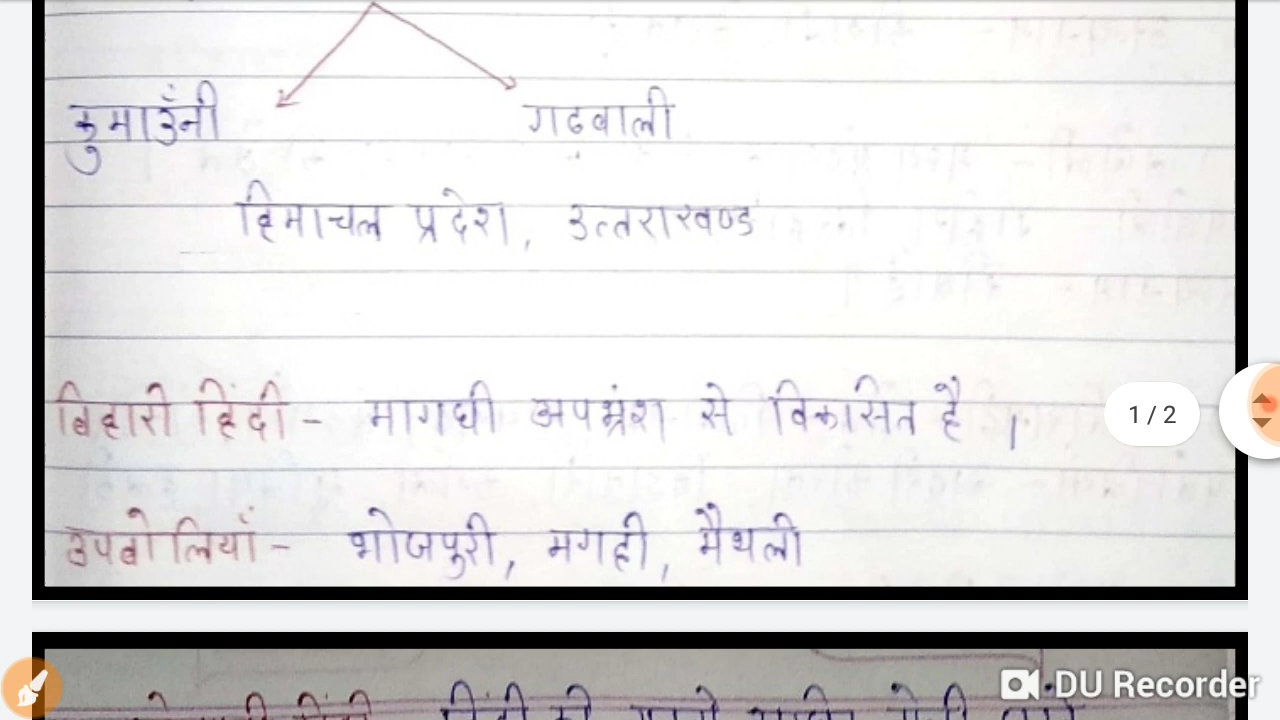 कुमाउँनी गढवाली
हिमाचल प्रदेश, उत्तराखण्ड
बिहारी हिंदी - मागधी अपभ्रंश से विकसित है ।
1 / 2
उपबोलियाँ - भोजपुरी, मगही, मैथली
DU Recorder